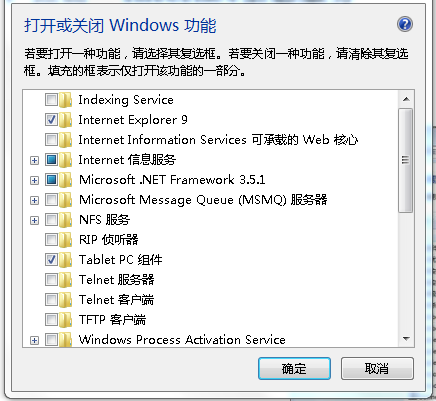 打开或关闭 Windows 功能
若要打开一种功能，请选择其复选框。若要关闭一种功能，请清除其复选
框。填充的框表示仅打开该功能的一部分。
Indexing Service
Internet Explorer 9
Internet Information Services 可承载的 Web 核心
Internet 信息服务
Microsoft .NET Framework 3.5.1
Microsoft Message Queue (MSMQ) 服务器
NFS 服务
RIP 侦听器
Tablet PC 组件
Telnet 服务器
Telnet 客户端
TFTP 客户端
Windows Process Activation Service
确定 取消